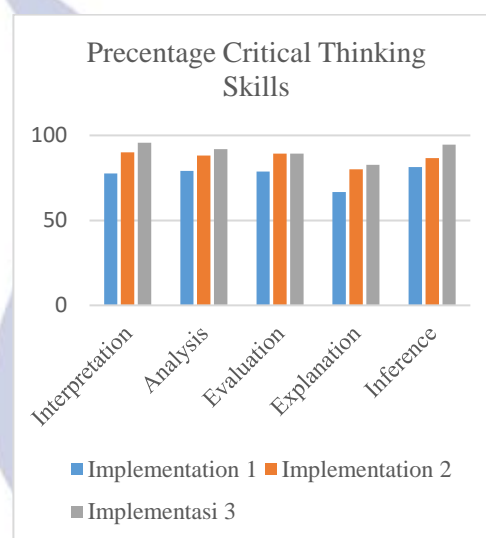 Precentage Critical Thinking
Skills
100
50
0
Interpretation
Analysis
Evaluation
Explanation
Inference
Implementation 1
Implementation 2
Implementasi 3